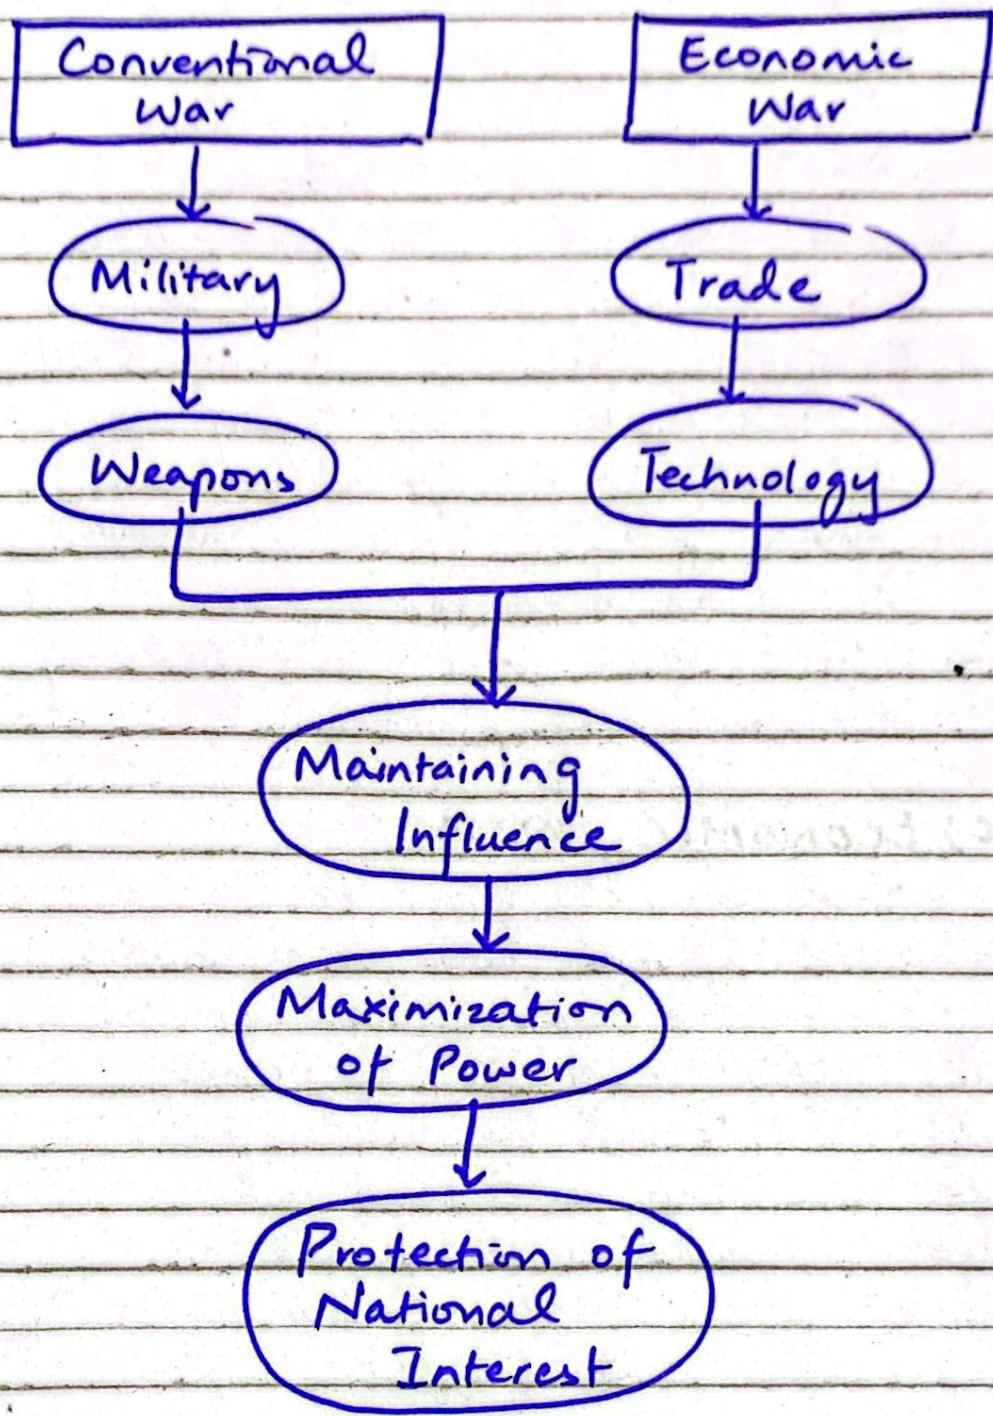 Conventional
War
Economic
War
Military
Trade
Weapons
Technology
Maintaining
Influence
Maximization
of Power
Protection of
National
Interest